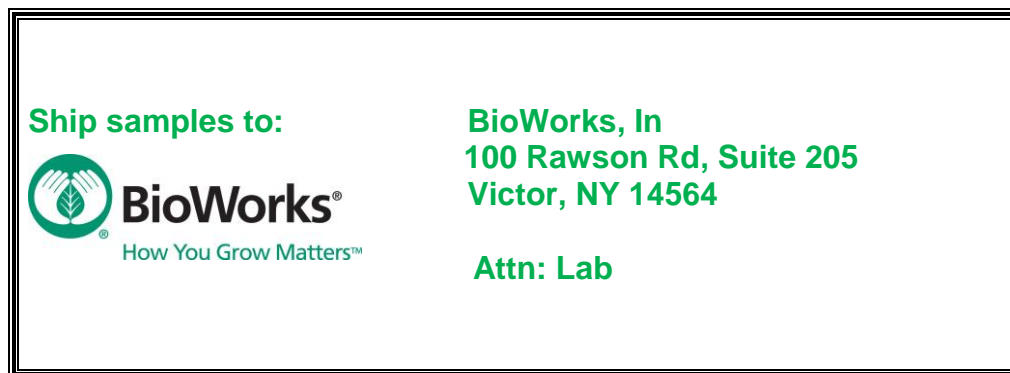 Ship samples to:
BioWorks, In
100 Rawson Rd, Suite 205
Victor, NY 14564
Attn: Lab
BioWorks®
®
How You Grow Matters™